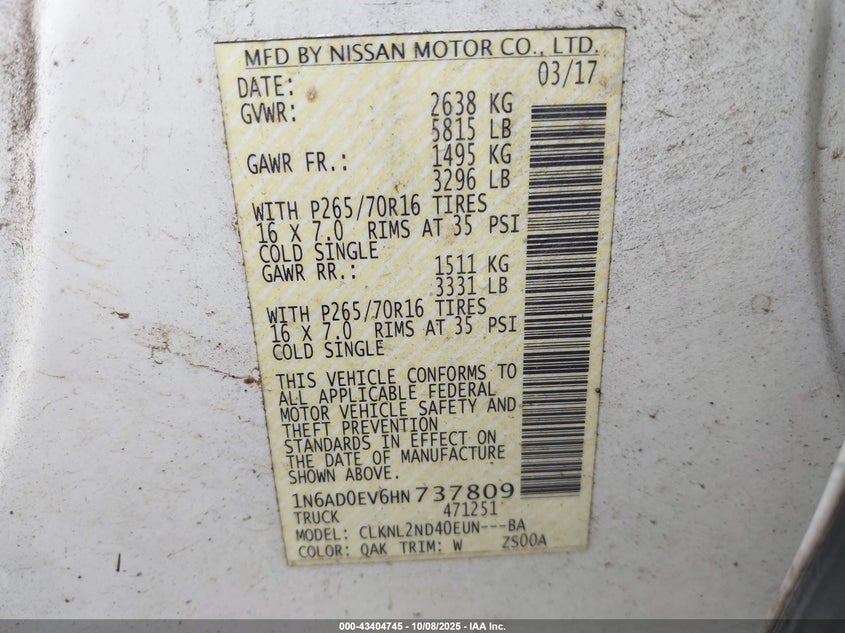 MFD BY NISSAN MOTOR CO., LTD.
DATE: 03/17
GVWR: 2638 KG
5815 LB
GAWR FR.: 1495 KG
3296 LB
WITH P265/70R16 TIRES
16 X 7.0 RIMS AT 35 PSI
COLD SINGLE
GAWR RR.: 1511 KG
3331 LB
WITH P265/70R16 TIRES
16 X 7.0 RIMS AT 35 PSI
COLD SINGLE
THIS VEHICLE CONFORMS TO
ALL APPLICABLE FEDERAL
MOTOR VEHICLE SAFETY AND
THEFT PREVENTION
STANDARDS IN EFFECT ON
THE DATE OF MANUFACTURE
SHOWN ABOVE.
1N6AD0EV6HN737809
TRUCK 471251
MODEL: CLKNL2ND40EUN---BA
COLOR: QAK TRIM: W ZS00A
000-43404745 - 10/08/2025 - IAA Inc.